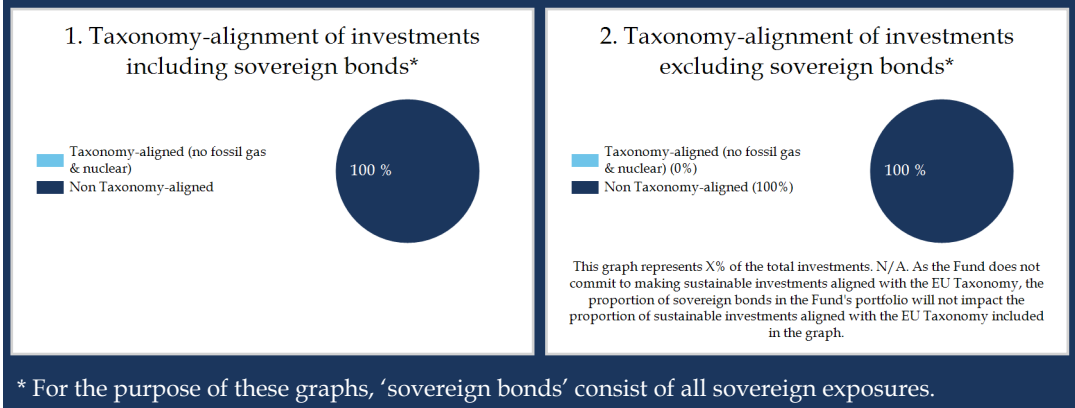 1. Taxonomy-alignment of investments
including sovereign bonds*
Taxonomy-aligned (no fossil gas
& nuclear)
Non Taxonomy-aligned
100 %
2. Taxonomy-alignment of investments
excluding sovereign bonds*
Taxonomy-aligned (no fossil gas
& nuclear) (0%)
Non Taxonomy-aligned (100%)
100 %
This graph represents X% of the total investments. N/A. As the Fund does not
commit to making sustainable investments aligned with the EU Taxonomy, the
proportion of sovereign bonds in the Fund's portfolio will not impact the
proportion of sustainable investments aligned with the EU Taxonomy included
in the graph.
* For the purpose of these graphs, ‘sovereign bonds’ consist of all sovereign exposures.